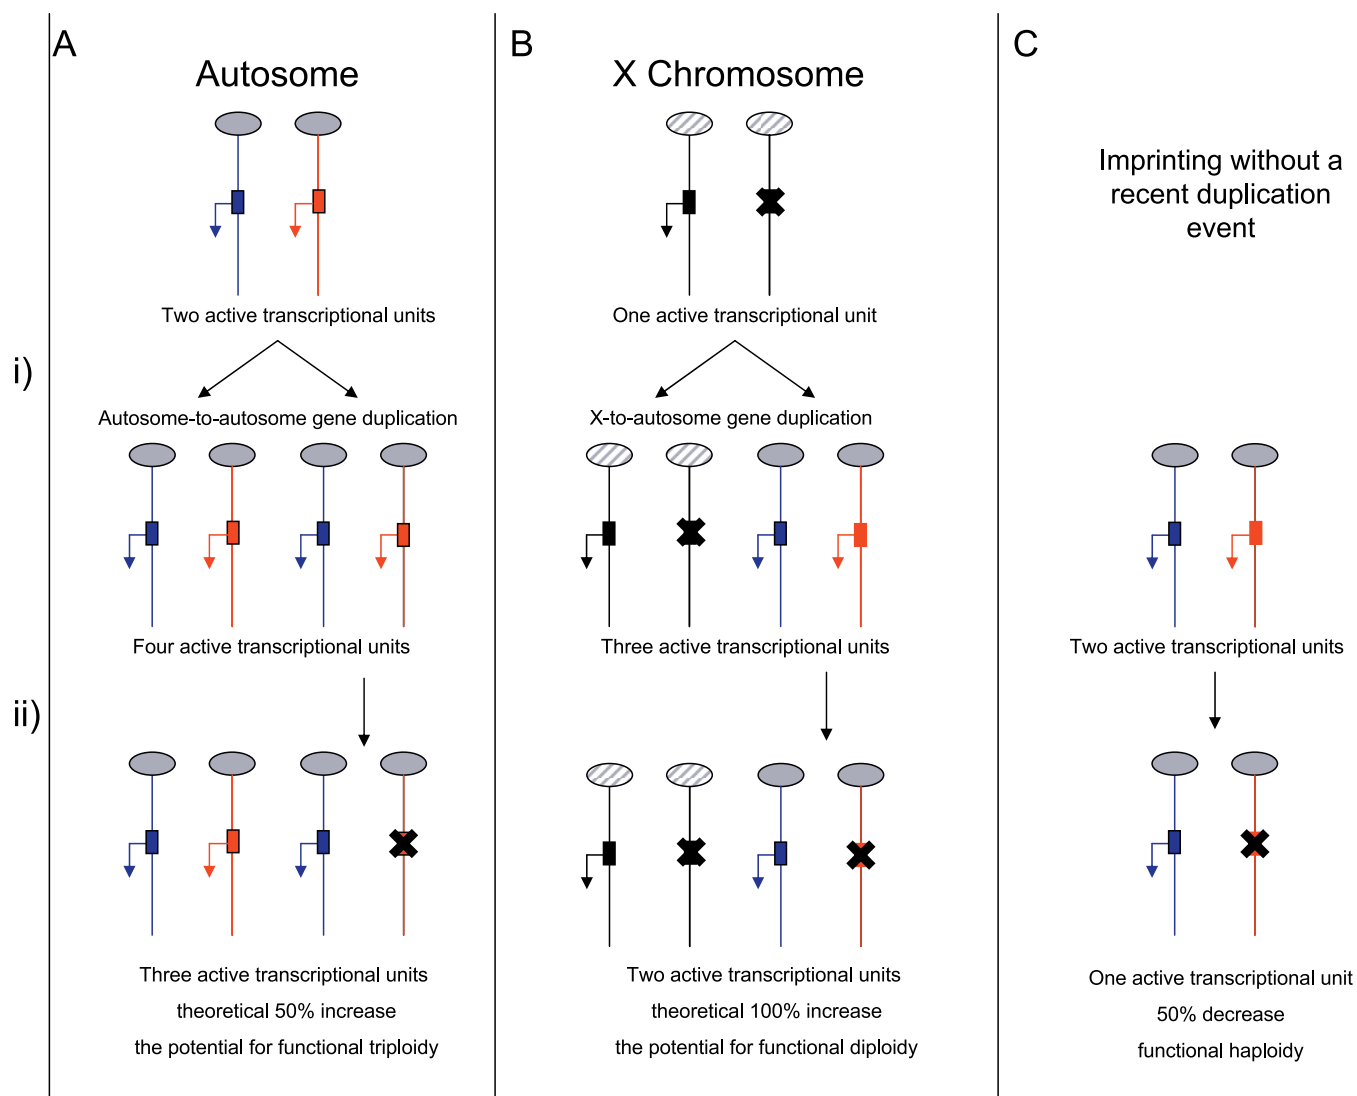 A
Autosome
Two active transcriptional units
i)
Autosome-to-autosome gene duplication
Four active transcriptional units
ii)
Three active transcriptional units
theoretical 50% increase
the potential for functional triploidy
B
X Chromosome
One active transcriptional unit
X-to-autosome gene duplication
Three active transcriptional units
Two active transcriptional units
theoretical 100% increase
the potential for functional diploidy
C
Imprinting without a
recent duplication
event
Two active transcriptional units
One active transcriptional unit
50% decrease
functional haploidy